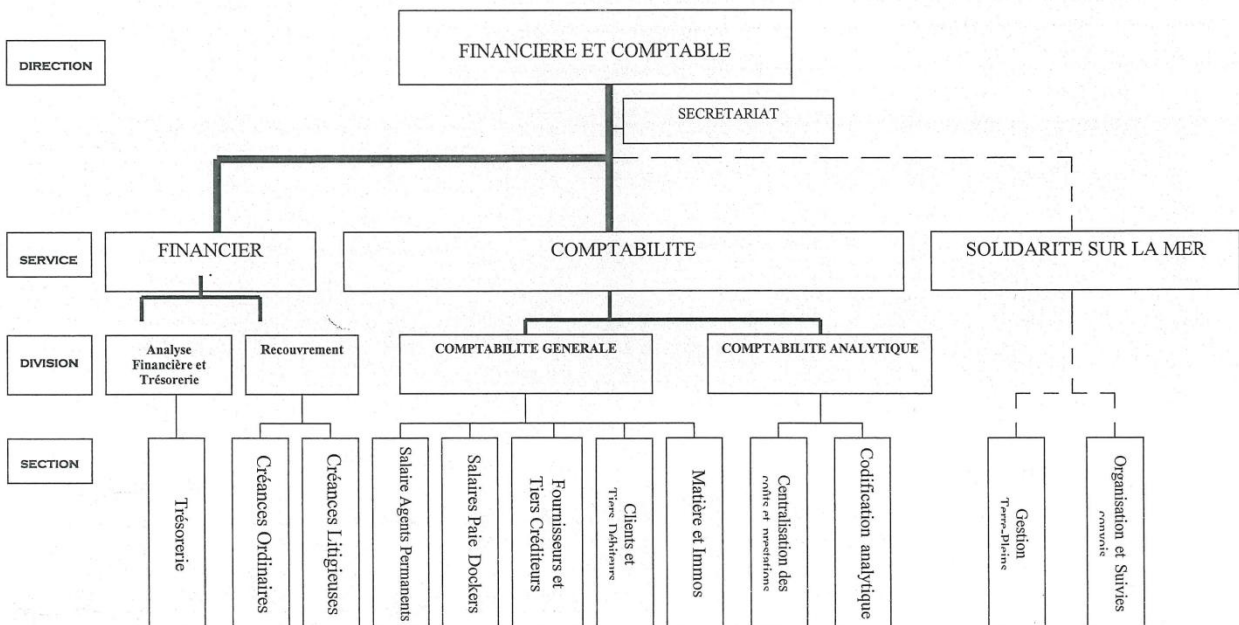 FINANCIERE ET COMPTABLE
DIRECTION
SECRETARIAT
SERVICE
FINANCIER
COMPTABILITE
SOLIDARITE SUR LA MER
DIVISION
Analyse
Financière et
Trésorerie
Recouvrement
COMPTABILITE GENERALE
COMPTABILITE ANALYTIQUE
SECTION
Trésorerie
Créances Ordinaires
Créances Litigieuses
Salaire Agents Permanents
Salaires Paie Dockers
Fournisseurs et
Tiers Créditeurs
Clients et
Tiers Débiteurs
Matière et Immos
Centralisation des
coûts et prestations
Codification analytique
Gestion
Terre-Pleins
Organisation et Suivies
convois